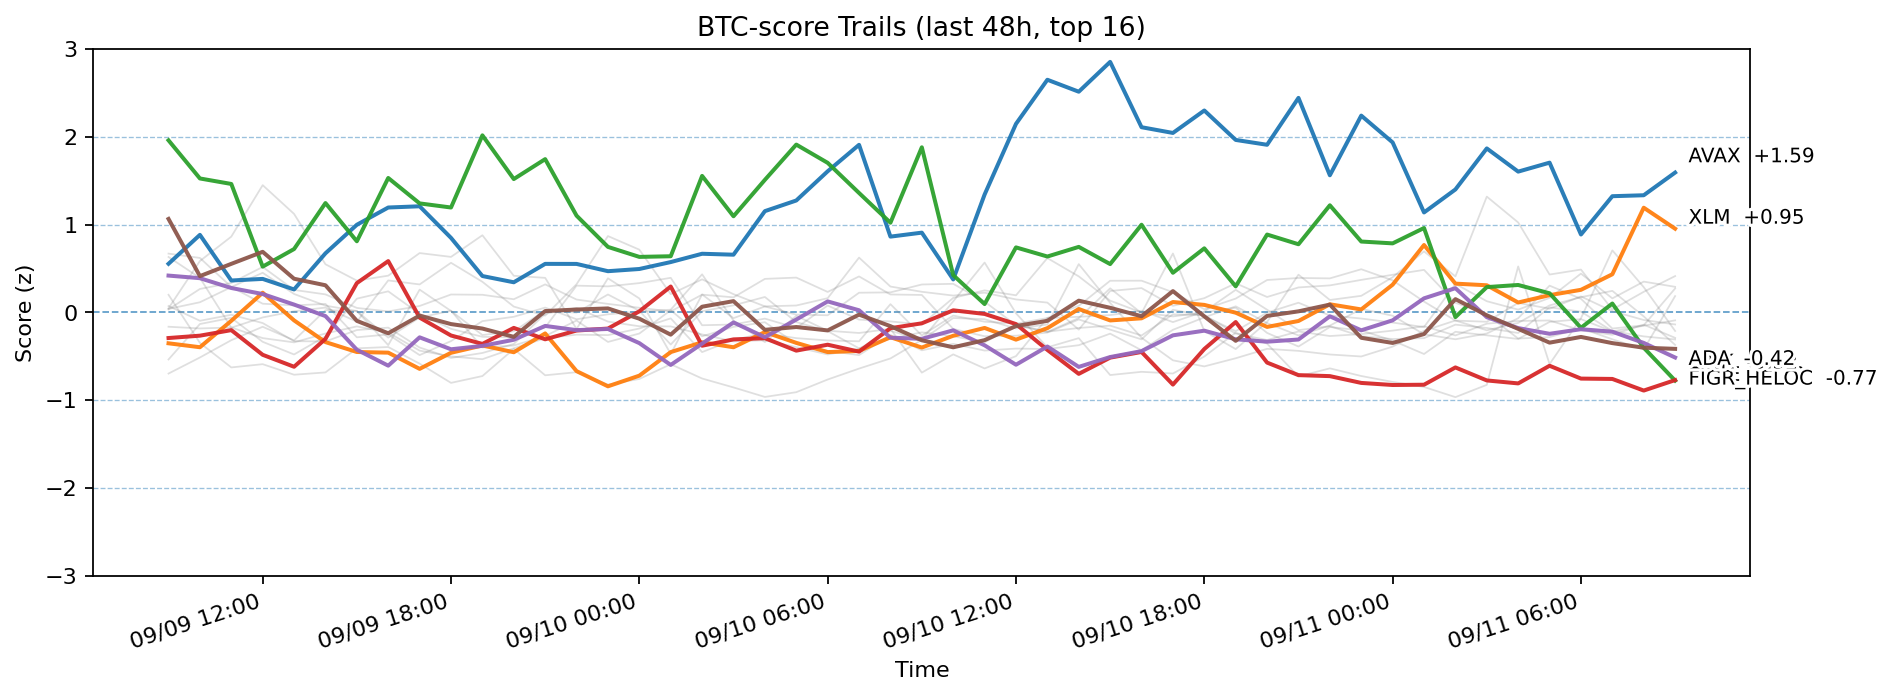 BTC-score Trails (last 48h, top 16)
Score (z)
3
2
1
0
−1
−2
−3
AVAX +1.59
XLM +0.95
ADA -0.42
FIGR_HELOC -0.77
09/09 12:00
09/09 18:00
09/10 00:00
09/10 06:00
09/10 12:00
09/10 18:00
09/11 00:00
09/11 06:00
Time